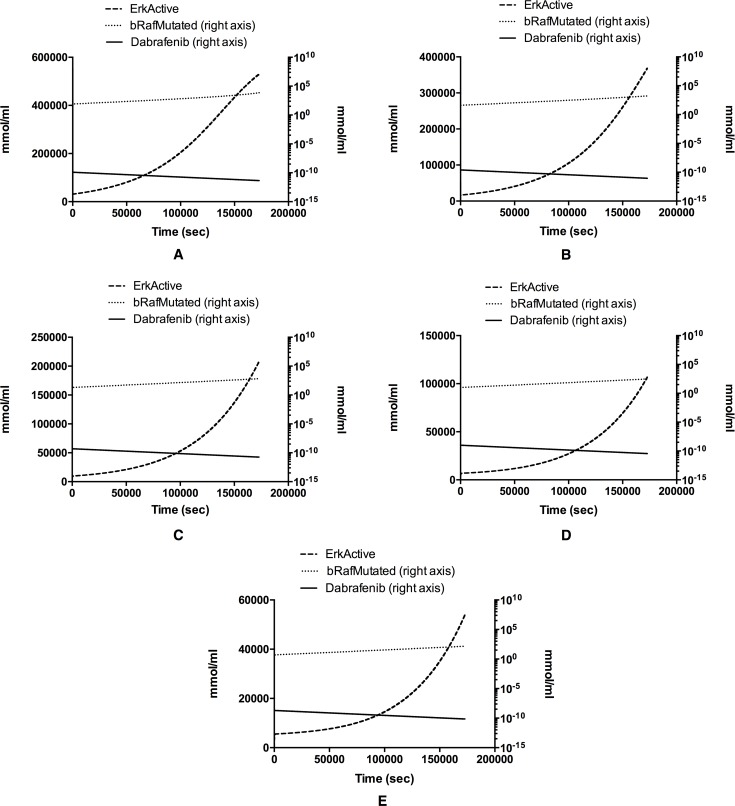 ErkActive
bRafMutated (right axis)
Dabrafenib (right axis)
600000
400000
200000
0
10^10
10^5
10^0
10^-5
10^-10
10^-15
mmol/ml
mmol/ml
0 50000 100000 150000 200000
Time (sec)
A
ErkActive
bRafMutated (right axis)
Dabrafenib (right axis)
400000
300000
200000
100000
0
10^10
10^5
10^0
10^-5
10^-10
10^-15
mmol/ml
mmol/ml
0 50000 100000 150000 200000
Time (sec)
B
ErkActive
bRafMutated (right axis)
Dabrafenib (right axis)
250000
200000
150000
100000
50000
0
10^10
10^5
10^0
10^-5
10^-10
10^-15
mmol/ml
mmol/ml
0 50000 100000 150000 200000
Time (sec)
C
ErkActive
bRafMutated (right axis)
Dabrafenib (right axis)
150000
100000
50000
0
10^10
10^5
10^0
10^-5
10^-10
10^-15
mmol/ml
mmol/ml
0 50000 100000 150000 200000
Time (sec)
D
ErkActive
bRafMutated (right axis)
Dabrafenib (right axis)
60000
40000
20000
0
10^10
10^5
10^0
10^-5
10^-10
10^-15
mmol/ml
mmol/ml
0 50000 100000 150000 200000
Time (sec)
E